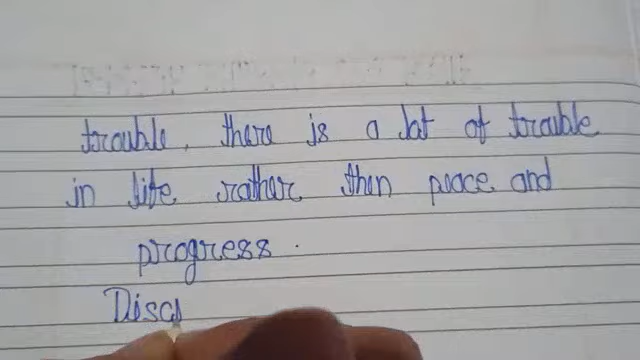 trouble, there is a lot of trouble
in life rather then peace and
progress.
Disc